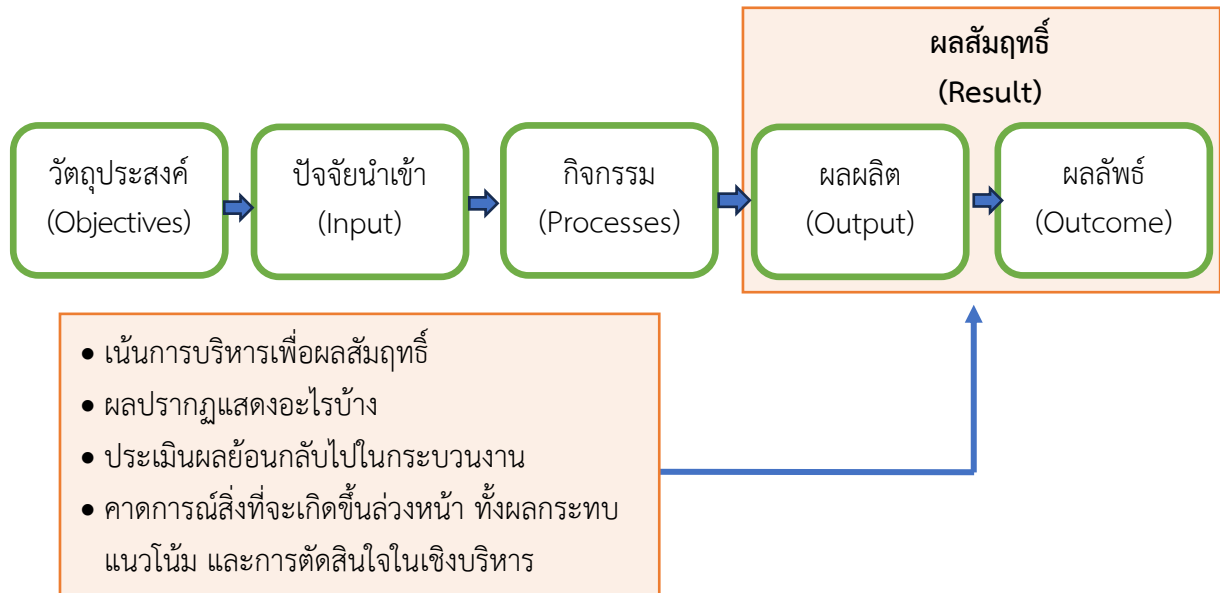 ผลสัมฤทธิ์
(Result)
วัตถุประสงค์
(Objectives)
ปัจจัยนำเข้า
(Input)
กิจกรรม
(Processes)
ผลผลิต
(Output)
ผลลัพธ์
(Outcome)
• เน้นการบริหารเพื่อผลสัมฤทธิ์
• ผลปรากฏแสดงอะไรบ้าง
• ประเมินผลย้อนกลับไปในกระบวนงาน
• คาดการณ์สิ่งที่จะเกิดขึ้นล่วงหน้า ทั้งผลกระทบ
แนวโน้ม และการตัดสินใจในเชิงบริหาร